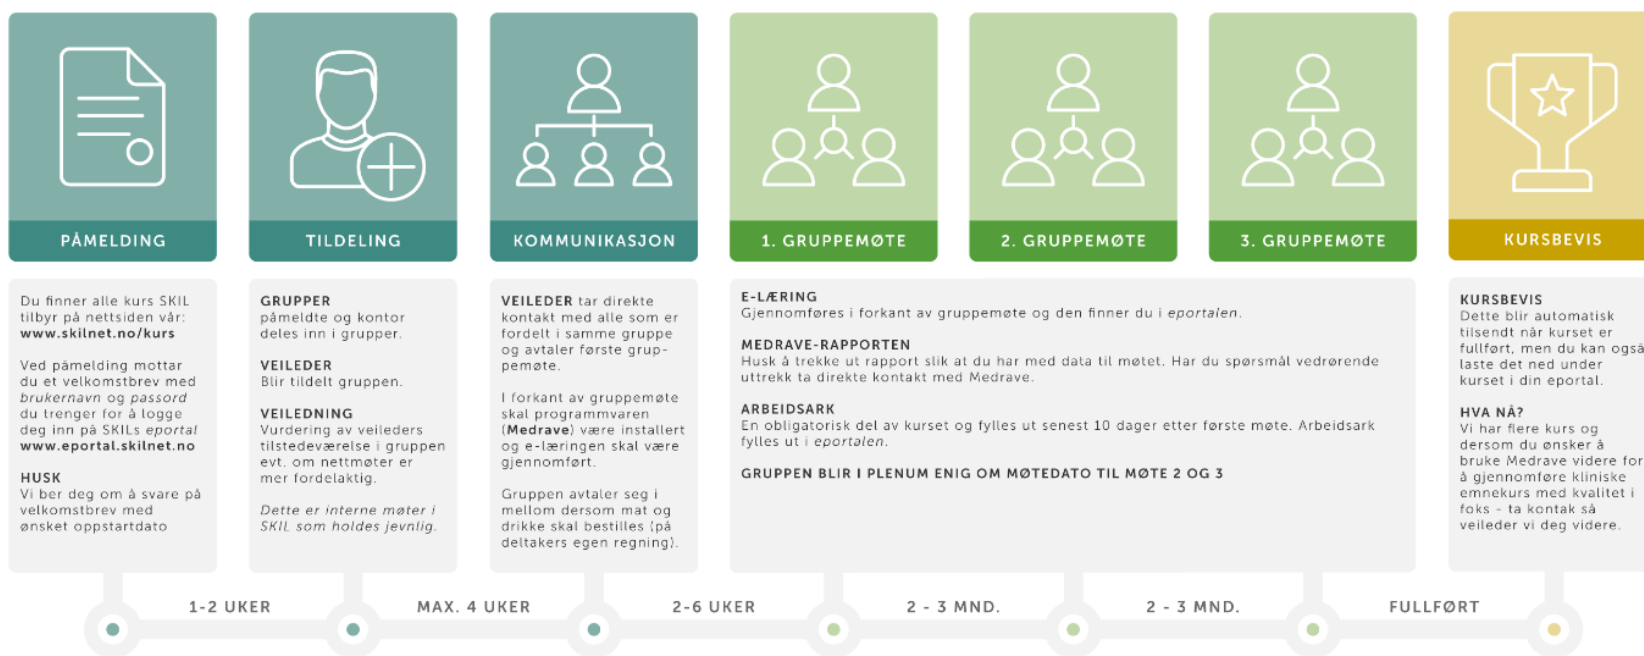 PÅMELDING
Du finner alle kurs SKIL
tilbyr på nettsiden vår:
www.skilnet.no/kurs
Ved påmelding mottar
du et velkomstbrev med
brukernavn og passord
du trenger for å logge
deg inn på SKILs eportal
www.eportal.skilnet.no
HUSK
Vi ber deg om å svare på
velkomstbrev med
ønsket oppstartdato
TILDELING
GRUPPER
påmeldte og kontor
deles inn i grupper.
VEILEDER
Blir tildelt gruppen.
VEILEDNING
Vurdering av veileders
tilstedeværelse i gruppen
evt. om nettmøter er
mer fordelaktig.
Dette er interne møter i
SKIL som holdes jevnlig.
KOMMUNIKASJON
VEILEDER tar direkte
kontakt med alle som er
fordelt i samme gruppe
og avtaler første grup-
pemøte.
I forkant av gruppemøte
skal programmvaren
(Medrave) være installert
og e-læringen skal være
gjennomført.
Gruppen avtaler seg i
mellom dersom mat og
drikke skal bestilles (på
deltakers egen regning).
1. GRUPPEMØTE
2. GRUPPEMØTE
3. GRUPPEMØTE
E-LÆRING
Gjennomføres i forkant av gruppemøte og den finner du i eportalen.
MEDRAVE-RAPPORTEN
Husk å trekke ut rapport slik at du har med data til møtet. Har du spørsmål vedrørende
uttrekk ta direkte kontakt med Medrave.
ARBEIDSARK
En obligatorisk del av kurset og fylles ut senest 10 dager etter første møte. Arbeidsark
fylles ut i eportalen.
GRUPPEN BLIR I PLENUM ENIG OM MØTEDATO TIL MØTE 2 OG 3
KURSBEVIS
KURSBEVIS
Dette blir automatisk
tilsendt når kurset er
fullført, men du kan også
laste det ned under
kurset i din eportal.
HVA NÅ?
Vi har flere kurs og
dersom du ønsker å
bruke Medrave videre for
å gjennomføre kliniske
emnekurs med kvalitet i
foks - ta kontak så
veileder vi deg videre.
1-2 UKER
MAX. 4 UKER
2-6 UKER
2 - 3 MND.
2 - 3 MND.
FULLFØRT